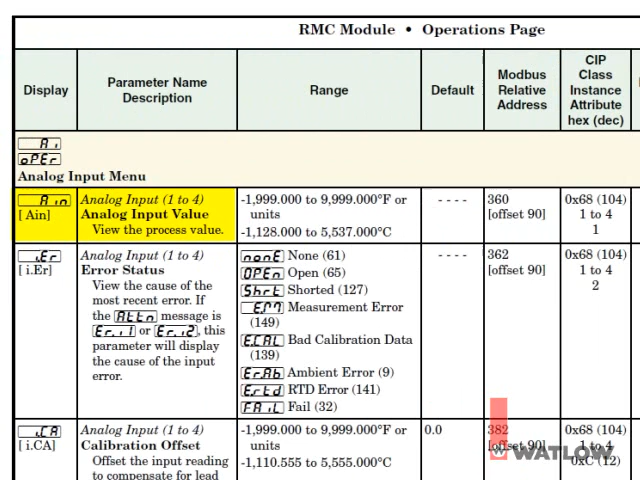 RMC Module • Operations Page
Display
Parameter Name
Description
Range
Default
Modbus
Relative
Address
CIP
Class
Instance
Attribute
hex (dec)
Ai
oPEr
Analog Input Menu
Ain
[ Ain]
Analog Input (1 to 4)
Analog Input Value
View the process value.
-1,999.000 to 9,999.000°F or
units
-1,128.000 to 5,537.000°C
- - - -
360
[offset 90]
0x68 (104)
1 to 4
1
i.Er
[ i.Er]
Analog Input (1 to 4)
Error Status
View the cause of the
most recent error. If
the Attn message is
Er.i1 or Er.i2, this
parameter will display
the cause of the input
error.
nonE None (61)
OPEn Open (65)
Shrt Shorted (127)
E.M Measurement Error
(149)
E.CAL Bad Calibration Data
(139)
Er.Ab Ambient Error (9)
Ertd RTD Error (141)
FAiL Fail (32)
- - - -
362
[offset 90]
0x68 (104)
1 to 4
2
i.CA
[ i.CA]
Analog Input (1 to 4)
Calibration Offset
Offset the input reading
to compensate for lead
-1,999.000 to 9,999.000°F or
units
-1,110.555 to 5,555.000°C
0.0
382
[offset 90]
0x68 (104)
1 to 4
0xC (12)
WATLOW